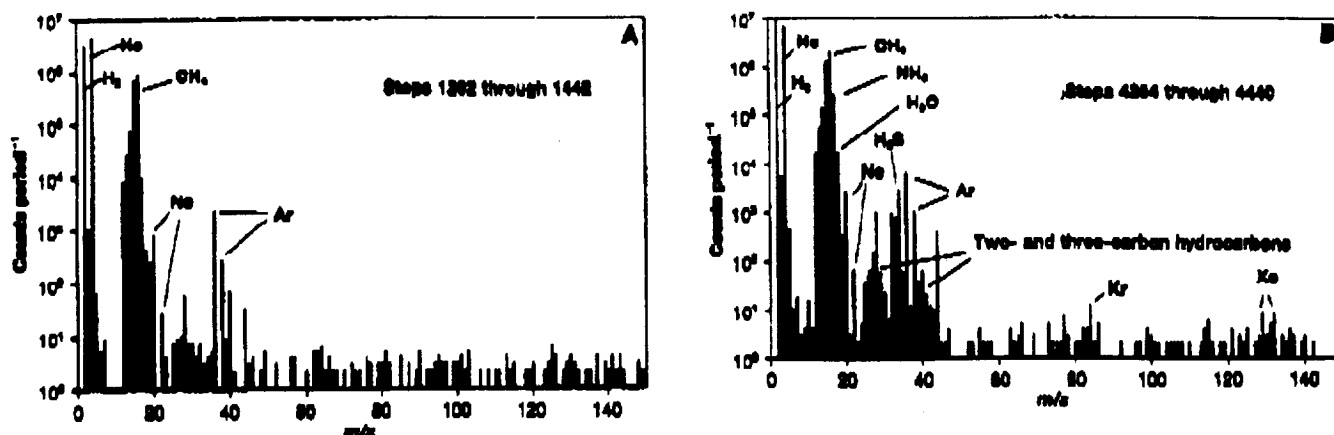 A
10⁷
10⁶
10⁵
10⁴
10³
10²
10¹
10⁰
Counts period⁻¹
He
H₂
CH₄
Ne
Ar
Steps through
0 20 40 60 80 100 120 140
m/z
B
10⁷
10⁶
10⁵
10⁴
10³
10²
10¹
10⁰
Counts period⁻¹
He
H₂
CH₄
NH₃
H₂O
H₂S
Ne
Ar
Steps through 4440
Two- and three-carbon hydrocarbons
Kr
Xe
0 20 40 60 80 100 120 140
m/z